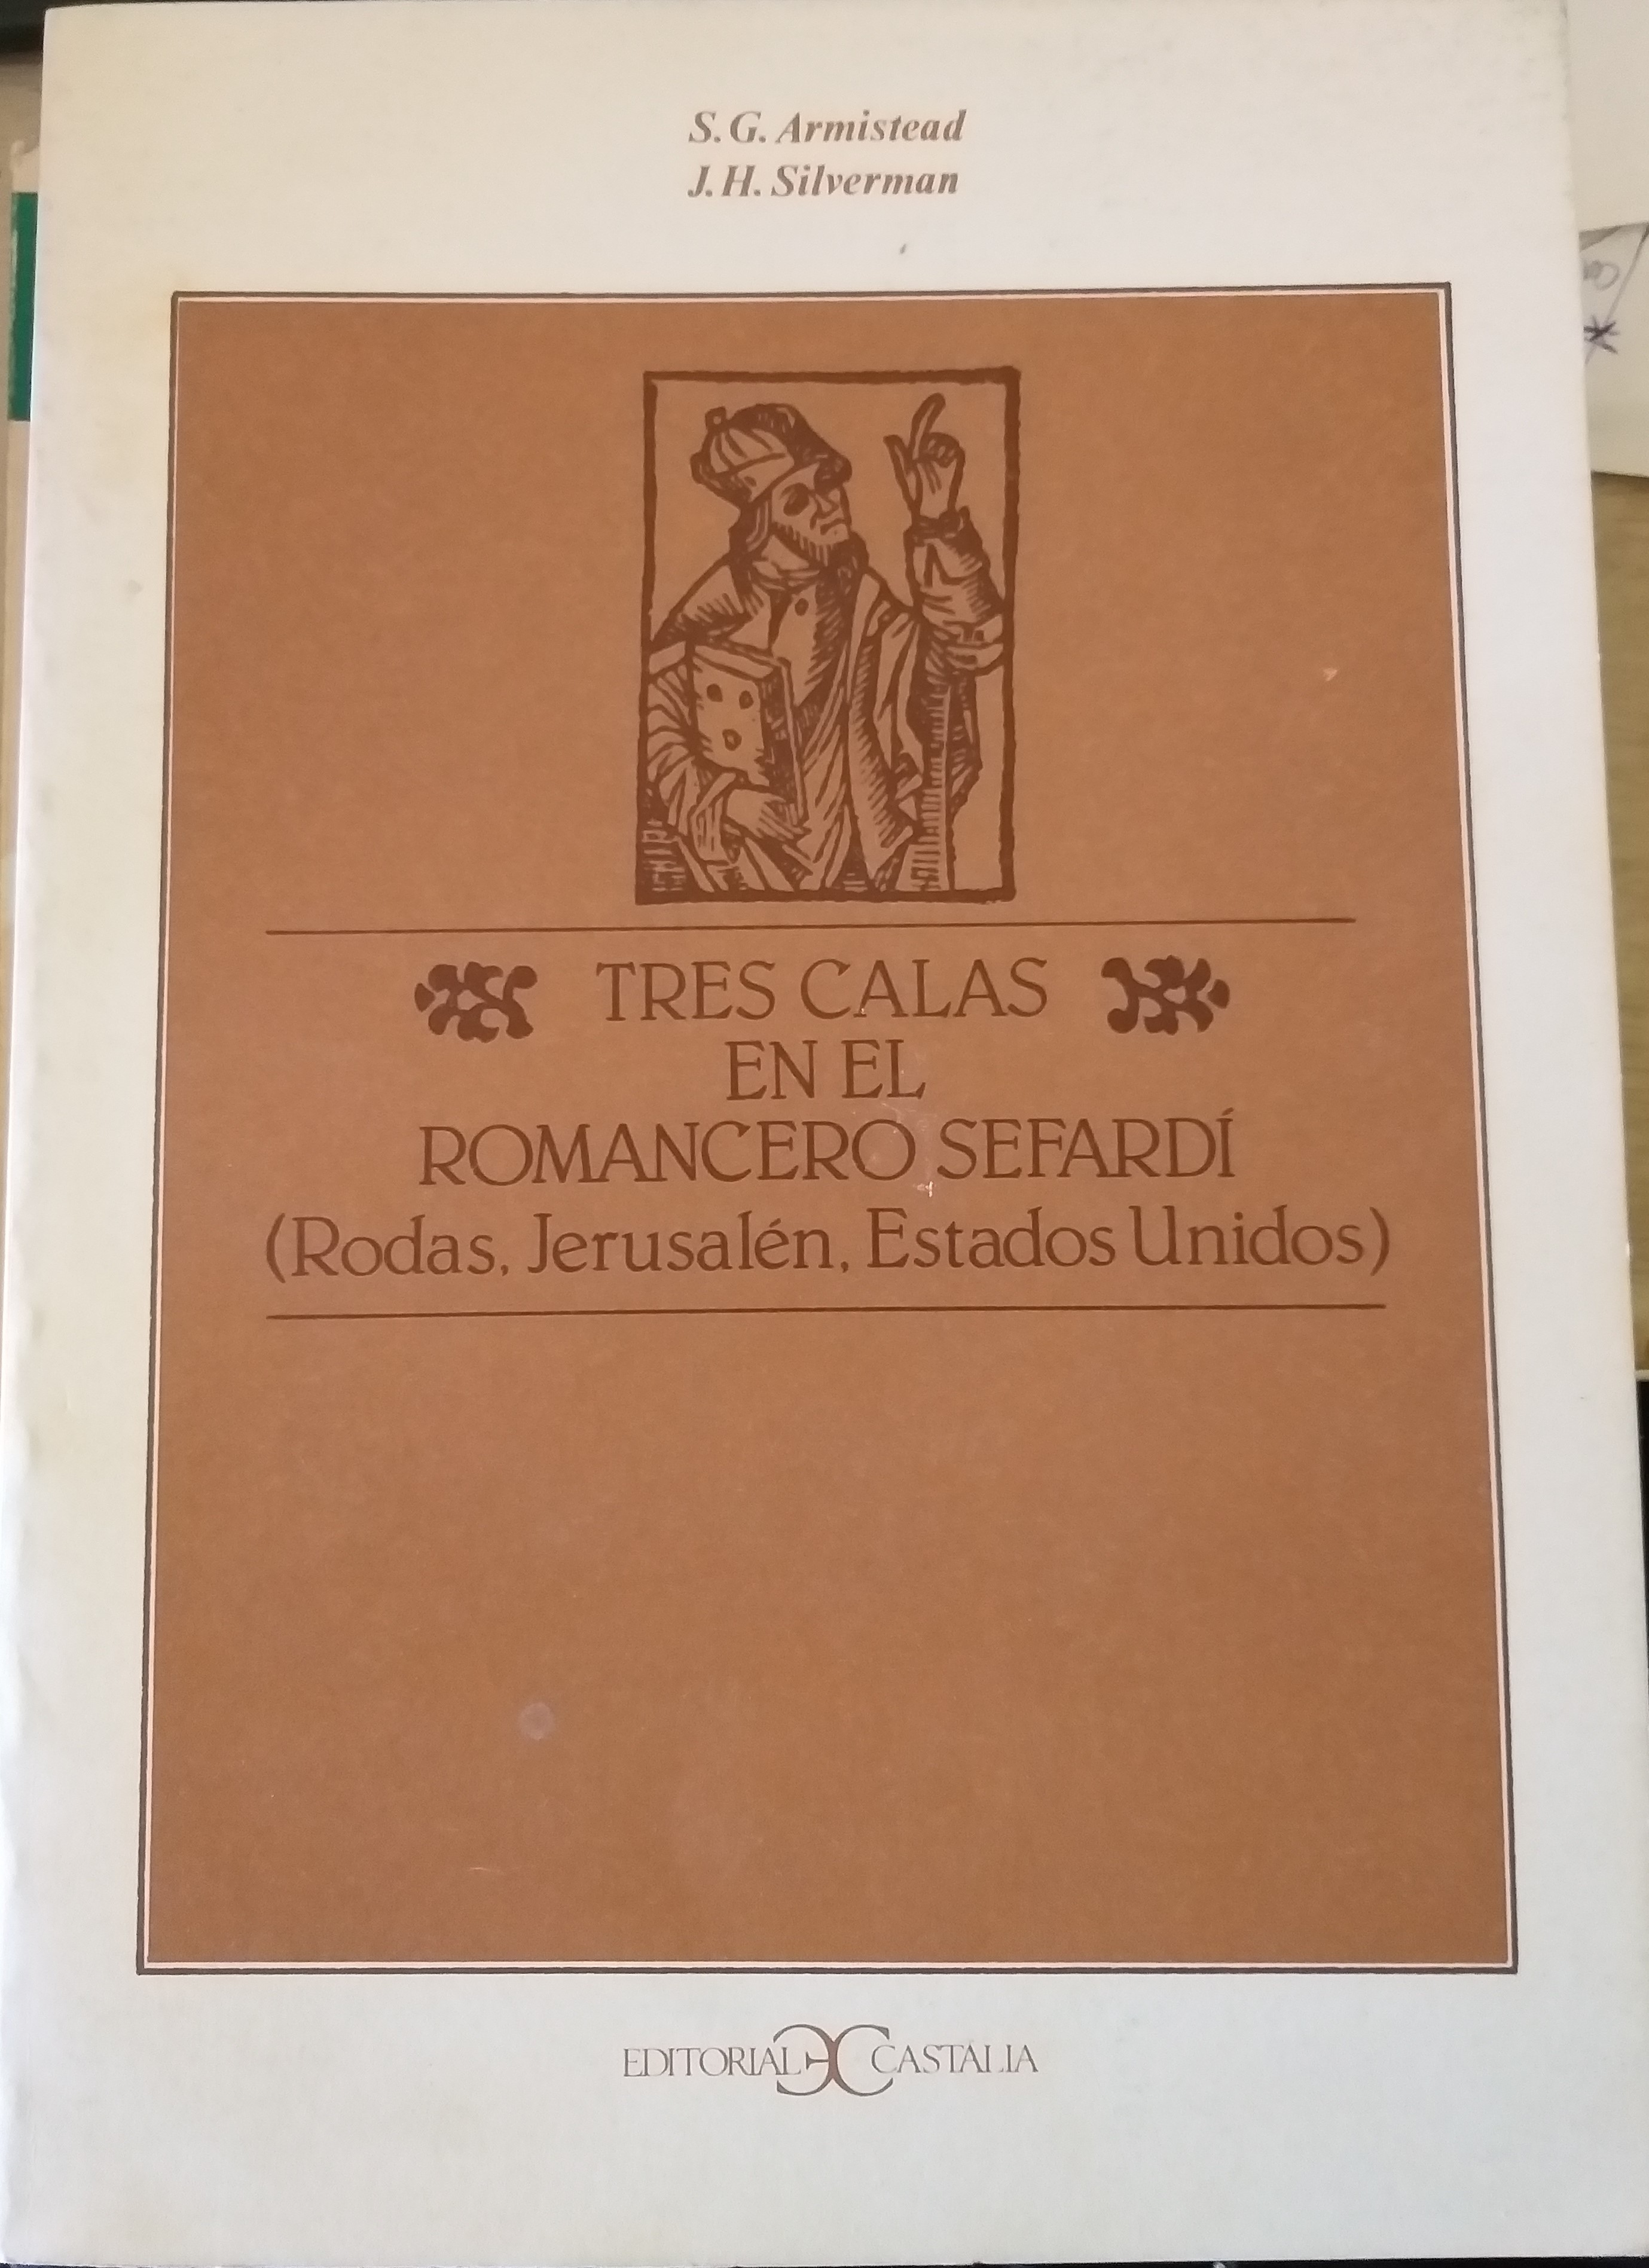 S. G. Armistead
J. H. Silverman
TRES CALAS
EN EL
ROMANCERO SEFARDÍ
(Rodas, Jerusalén, Estados Unidos)
EDITORIAL CASTALIA